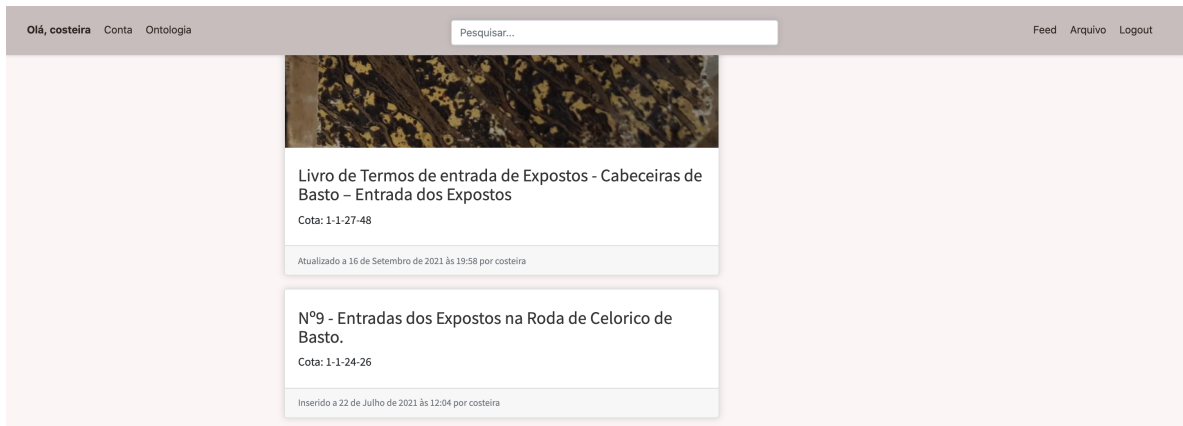 Olá, costeira Conta Ontologia Pesquisar... Feed Arquivo Logout
Livro de Termos de entrada de Expostos - Cabeceiras de
Basto – Entrada dos Expostos
Cota: 1-1-27-48
Atualizado a 16 de Setembro de 2021 às 19:58 por costeira
Nº9 - Entradas dos Expostos na Roda de Celorico de
Basto.
Cota: 1-1-24-26
Inserido a 22 de Julho de 2021 às 12:04 por costeira